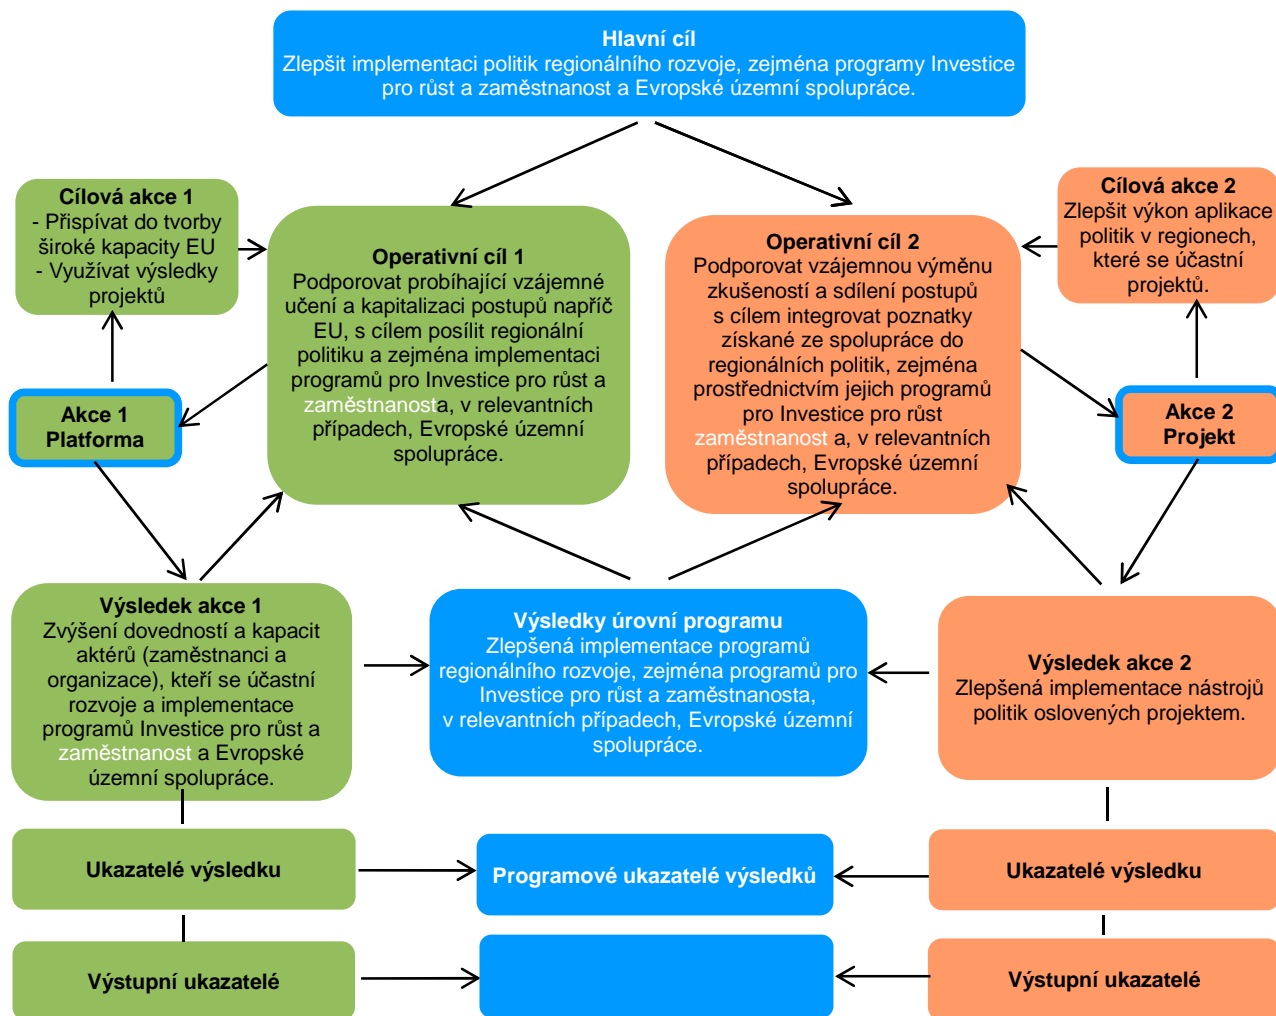 Hlavní cíl
Zlepšit implementaci politik regionálního rozvoje, zejména programy Investice
pro růst a zaměstnanost a Evropské územní spolupráce.
Cílová akce 1
- Přispívat do tvorby
široké kapacity EU
- Využívat výsledky
projektů
Operativní cíl 1
Podporovat probíhající vzájemné
učení a kapitalizaci postupů napříč
EU, s cílem posílit regionální
politiku a zejména implementaci
programů pro Investice pro růst a
zaměstnanosta, v relevantních
případech, Evropské územní
spolupráce.
Operativní cíl 2
Podporovat vzájemnou výměnu
zkušeností a sdílení postupů
s cílem integrovat poznatky
získané ze spolupráce do
regionálních politik, zejména
prostřednictvím jejich programů
pro Investice pro růst
zaměstnanost a, v relevantních
případech, Evropské územní
spolupráce.
Cílová akce 2
Zlepšit výkon aplikace
politik v regionech,
které se účastní
projektů.
Akce 1
Platforma
Akce 2
Projekt
Výsledek akce 1
Zvýšení dovedností a kapacit
aktérů (zaměstnanci a
organizace), kteří se účastní
rozvoje a implementace
programů Investice pro růst a
zaměstnanost a Evropské
územní spolupráce.
Výsledky úrovní programu
Zlepšená implementace programů
regionálního rozvoje, zejména programů pro
Investice pro růst a zaměstnanosta,
v relevantních případech, Evropské územní
spolupráce.
Výsledek akce 2
Zlepšená implementace nástrojů
politik oslovených projektem.
Ukazatelé výsledku
Programové ukazatelé výsledků
Ukazatelé výsledku
Výstupní ukazatelé
Výstupní ukazatelé